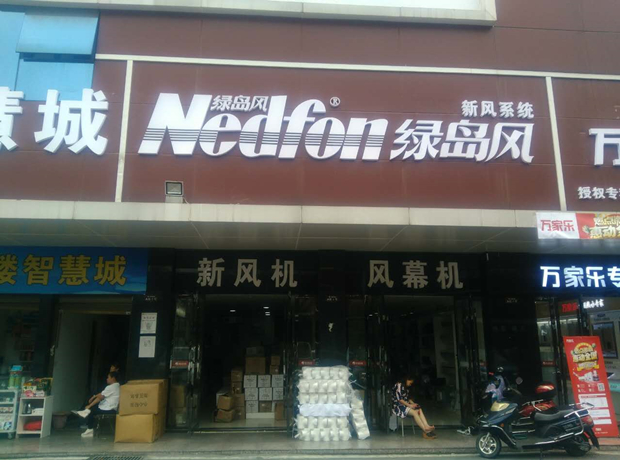 慧城
绿岛风
Nedfon®
绿岛风
新风系统
万
授权专
万家乐
楼智慧城
新风机
风幕机
万家乐专